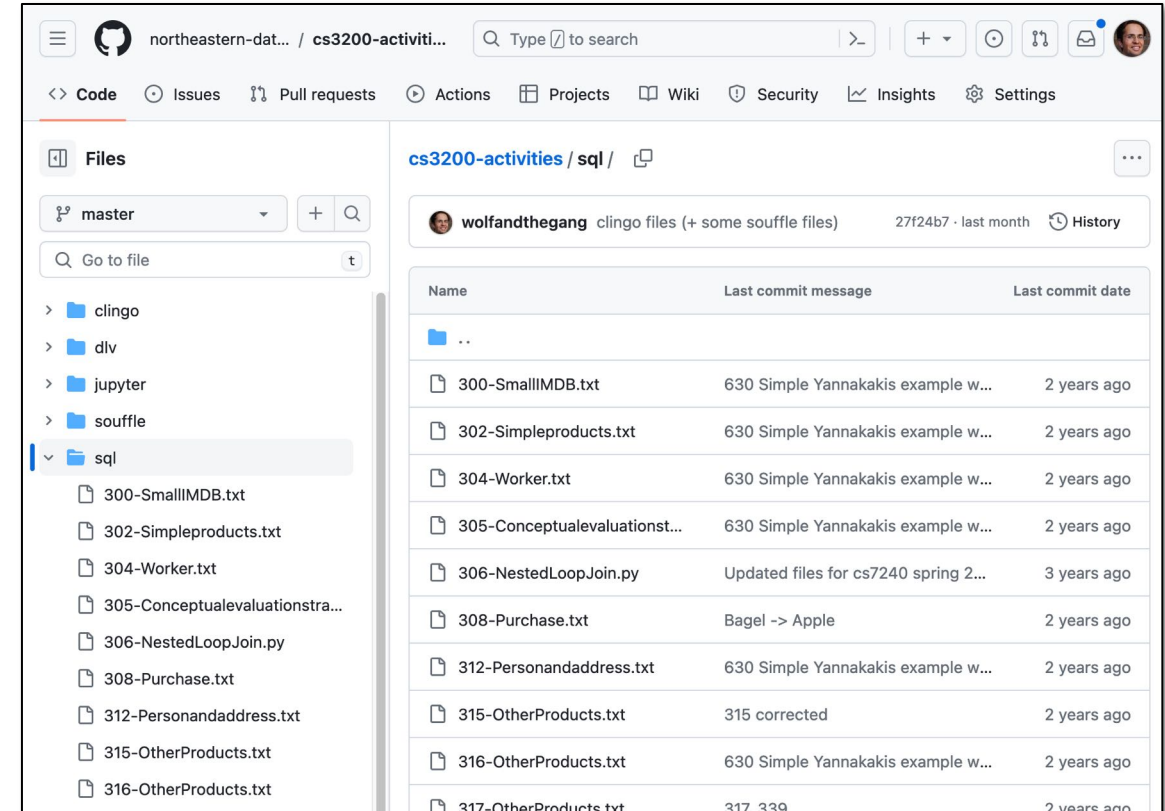 northeastern-dat... / cs3200-activiti...
Type / to search
Code Issues Pull requests Actions Projects Wiki Security Insights Settings
Files
master
Go to file t
clingo
dlv
jupyter
souffle
sql
300-SmallIMDB.txt
302-Simpleproducts.txt
304-Worker.txt
305-Conceptualevaluationstra...
306-NestedLoopJoin.py
308-Purchase.txt
312-Personandaddress.txt
315-OtherProducts.txt
316-OtherProducts.txt
cs3200-activities / sql /
wolfandthegang clingo files (+ some souffle files) 27f24b7 · last month History
Name Last commit message Last commit date
..
300-SmallIMDB.txt 630 Simple Yannakakis example w... 2 years ago
302-Simpleproducts.txt 630 Simple Yannakakis example w... 2 years ago
304-Worker.txt 630 Simple Yannakakis example w... 2 years ago
305-Conceptualevaluationst... 630 Simple Yannakakis example w... 2 years ago
306-NestedLoopJoin.py Updated files for cs7240 spring 2... 3 years ago
308-Purchase.txt Bagel -> Apple 2 years ago
312-Personandaddress.txt 630 Simple Yannakakis example w... 2 years ago
315-OtherProducts.txt 315 corrected 2 years ago
316-OtherProducts.txt 630 Simple Yannakakis example w... 2 years ago
317-OtherProducts.txt 317, 339 2 years ago